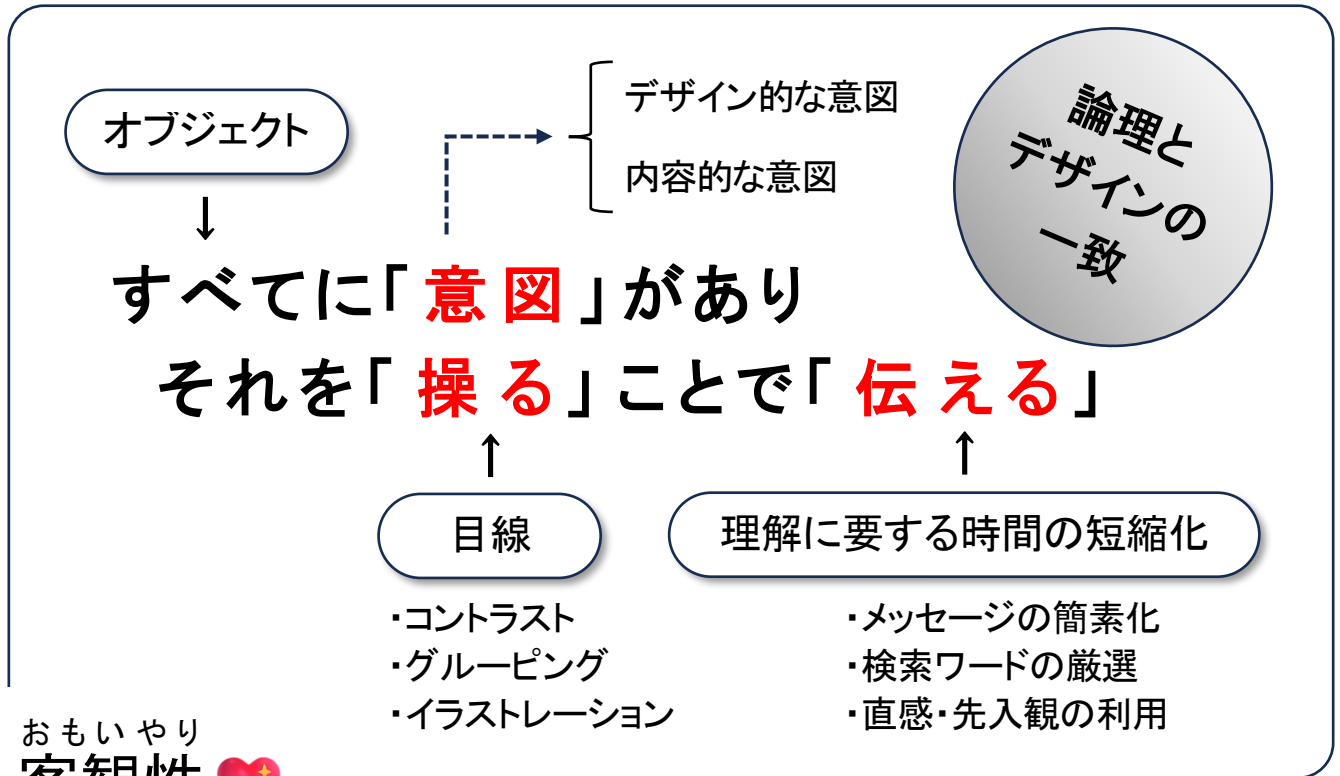 オブジェクト
デザイン的な意図
内容的な意図
論理と
デザインの
一致
↓
すべてに「意図」があり
それを「操る」ことで「伝える」
↑
↑
目線
理解に要する時間の短縮化
・コントラスト
・グルーピング
・イラストレーション
・メッセージの簡素化
・検索ワードの厳選
・直感・先入観の利用
おもいやり
客観性